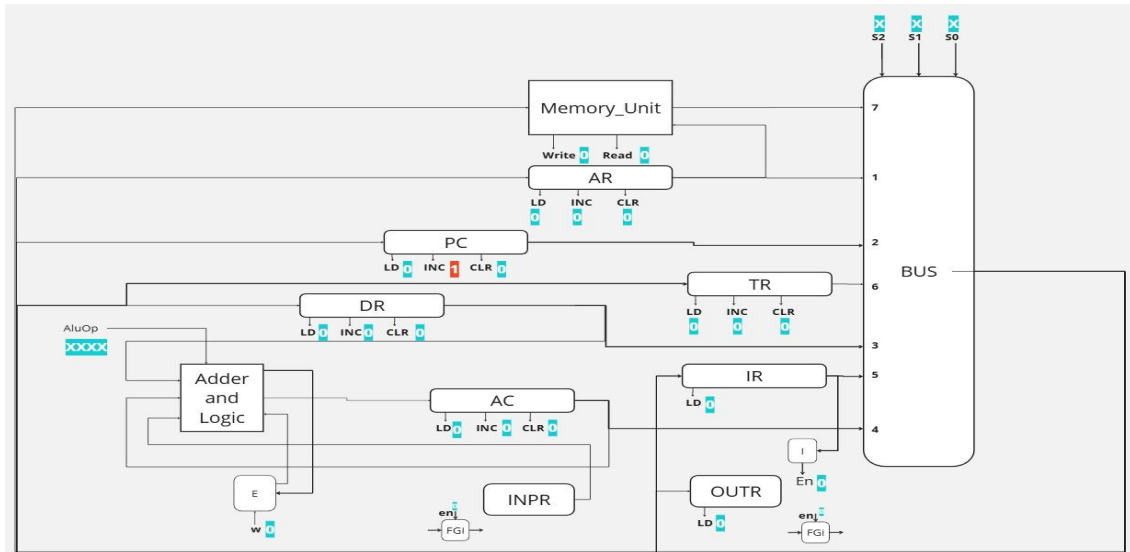 X X X
S2 S1 S0
Memory_Unit
7
Write 0 Read 0
AR
1
LD INC CLR
0 0 0
PC
2
LD 0 INC 1 CLR 0
BUS
TR
6
DR
LD INC CLR
0 0 0
AluOp
LD 0 INC 0 CLR 0
XXXX
3
Adder
and
Logic
IR
5
AC
LD 0
LD 0 INC 0 CLR 0
4
I
En 0
E
INPR
OUTR
w 0
en
FGI
LD 0
en
FGi